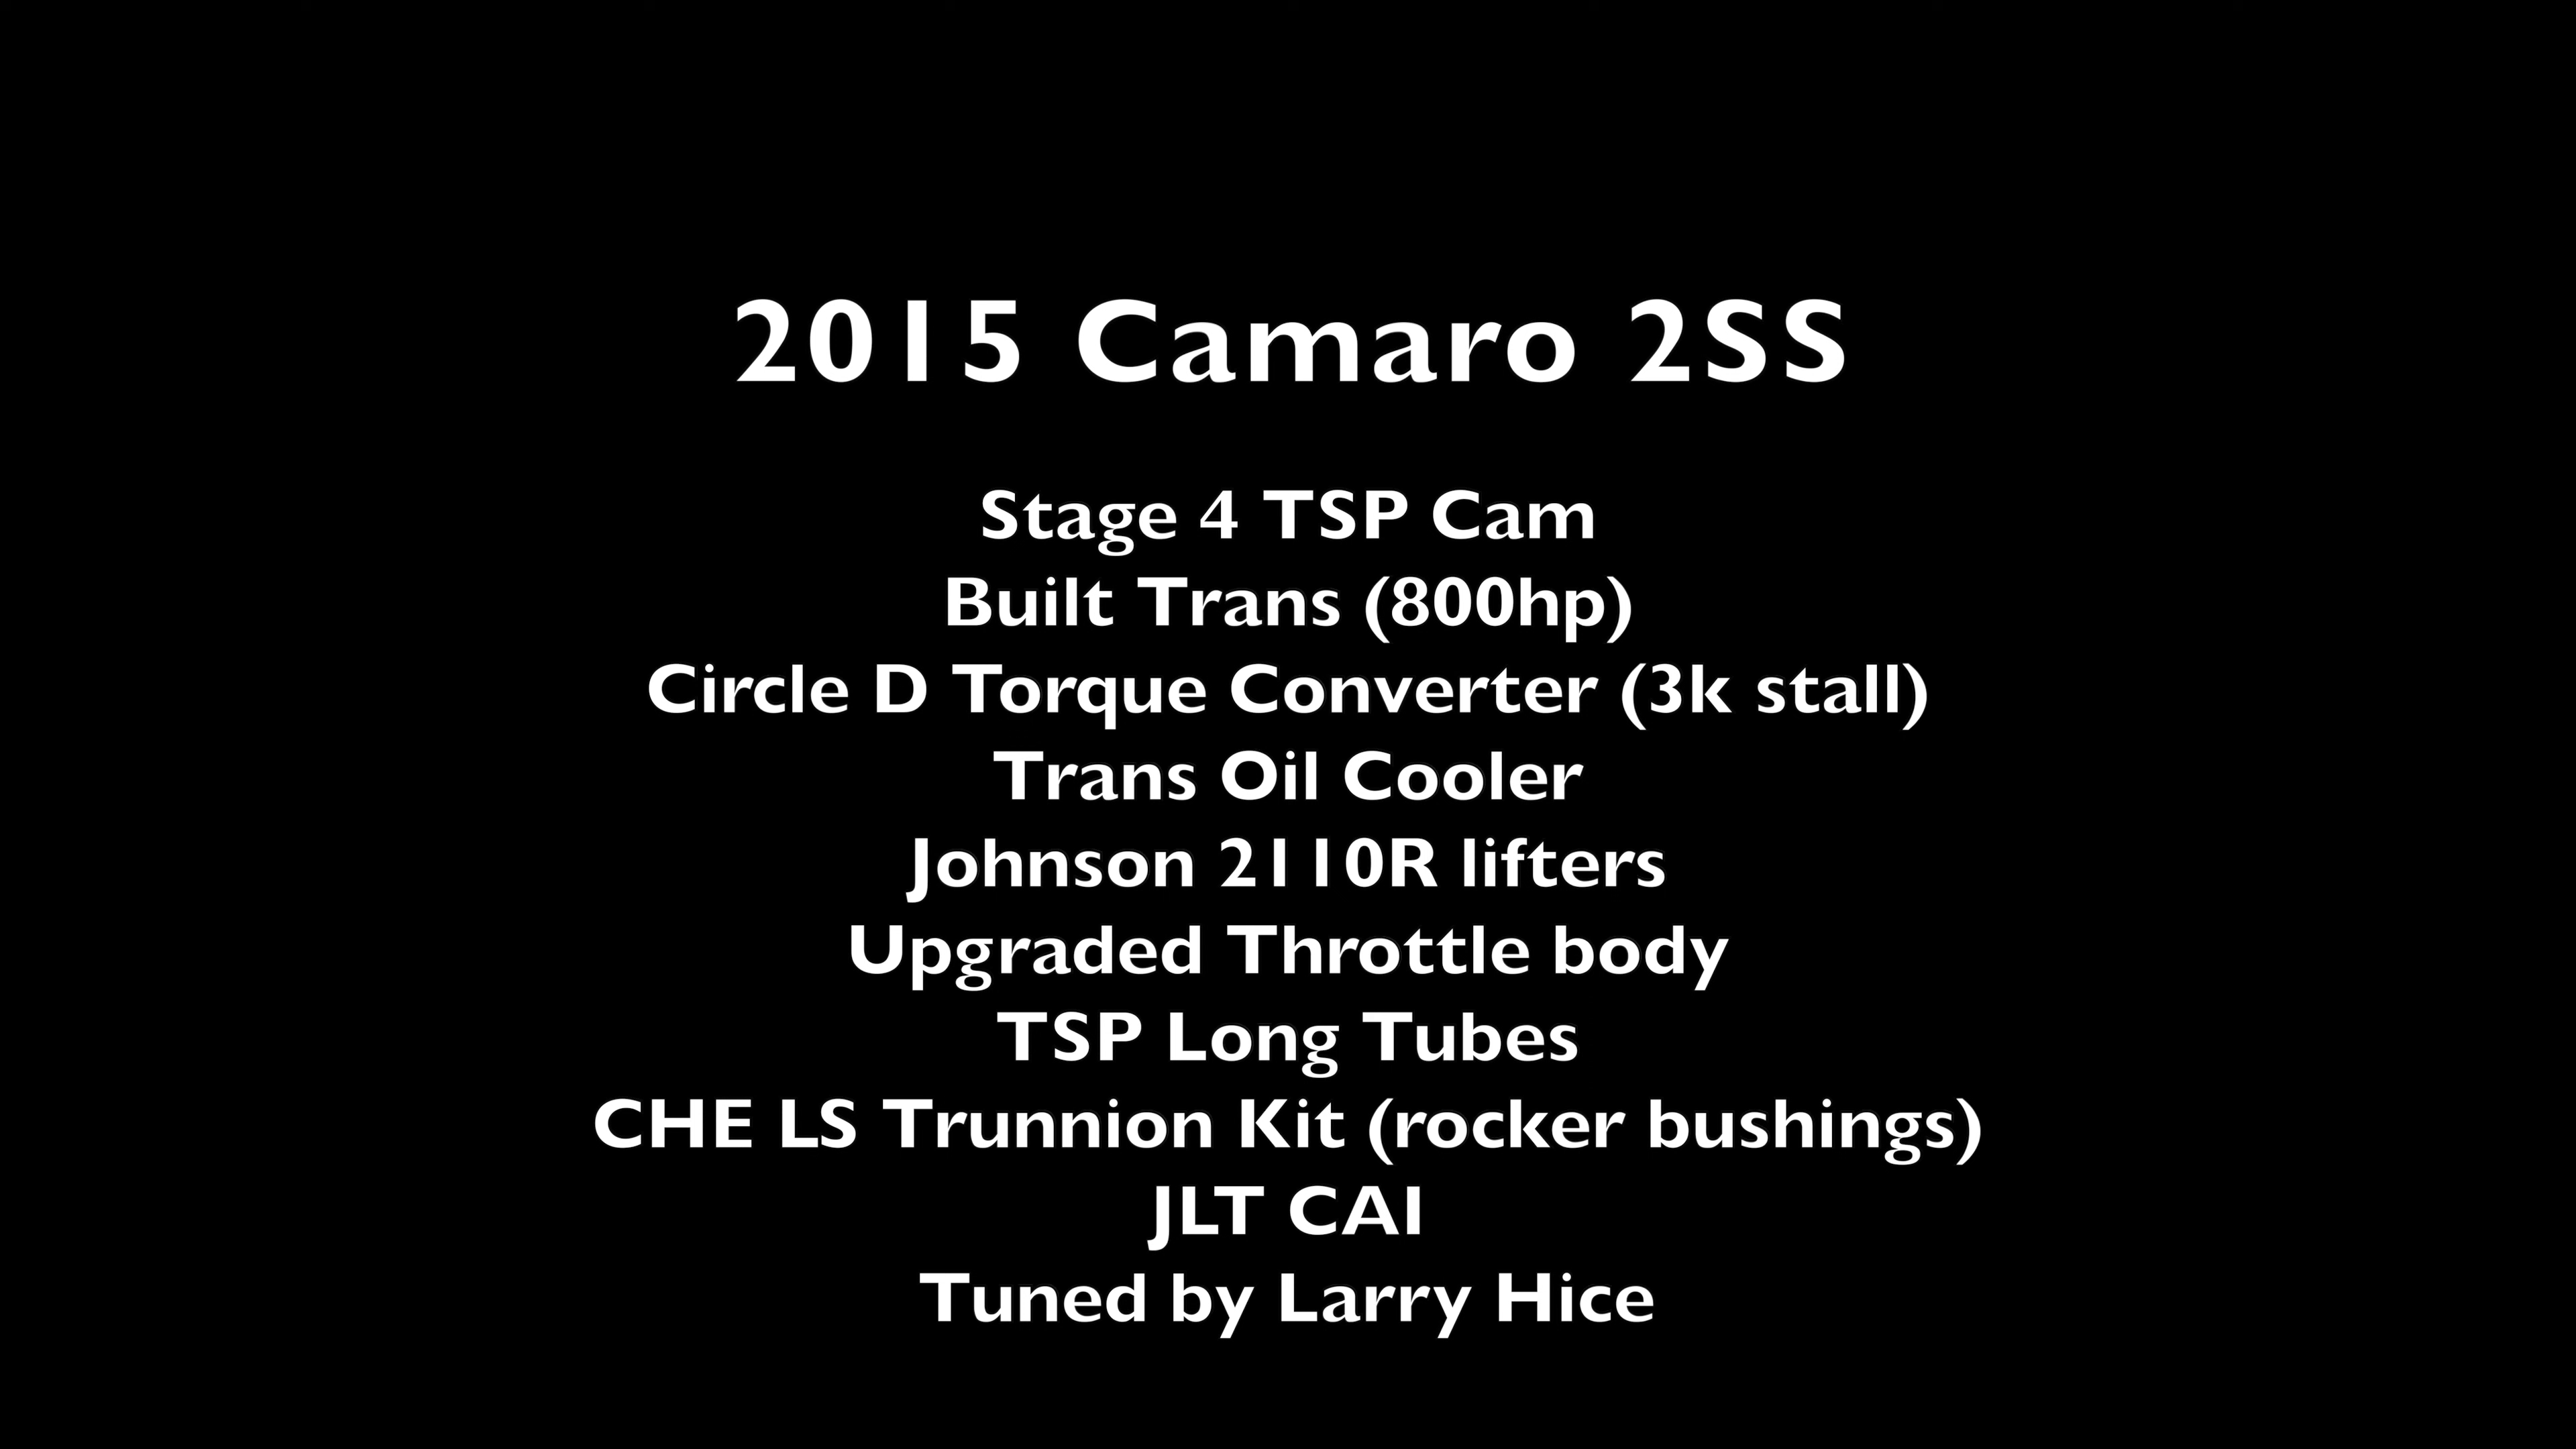 2015 Camaro 2SS
Stage 4 TSP Cam
Built Trans (800hp)
Circle D Torque Converter (3k stall)
Trans Oil Cooler
Johnson 2110R lifters
Upgraded Throttle body
TSP Long Tubes
CHE LS Trunnion Kit (rocker bushings)
JLT CAI
Tuned by Larry Hice